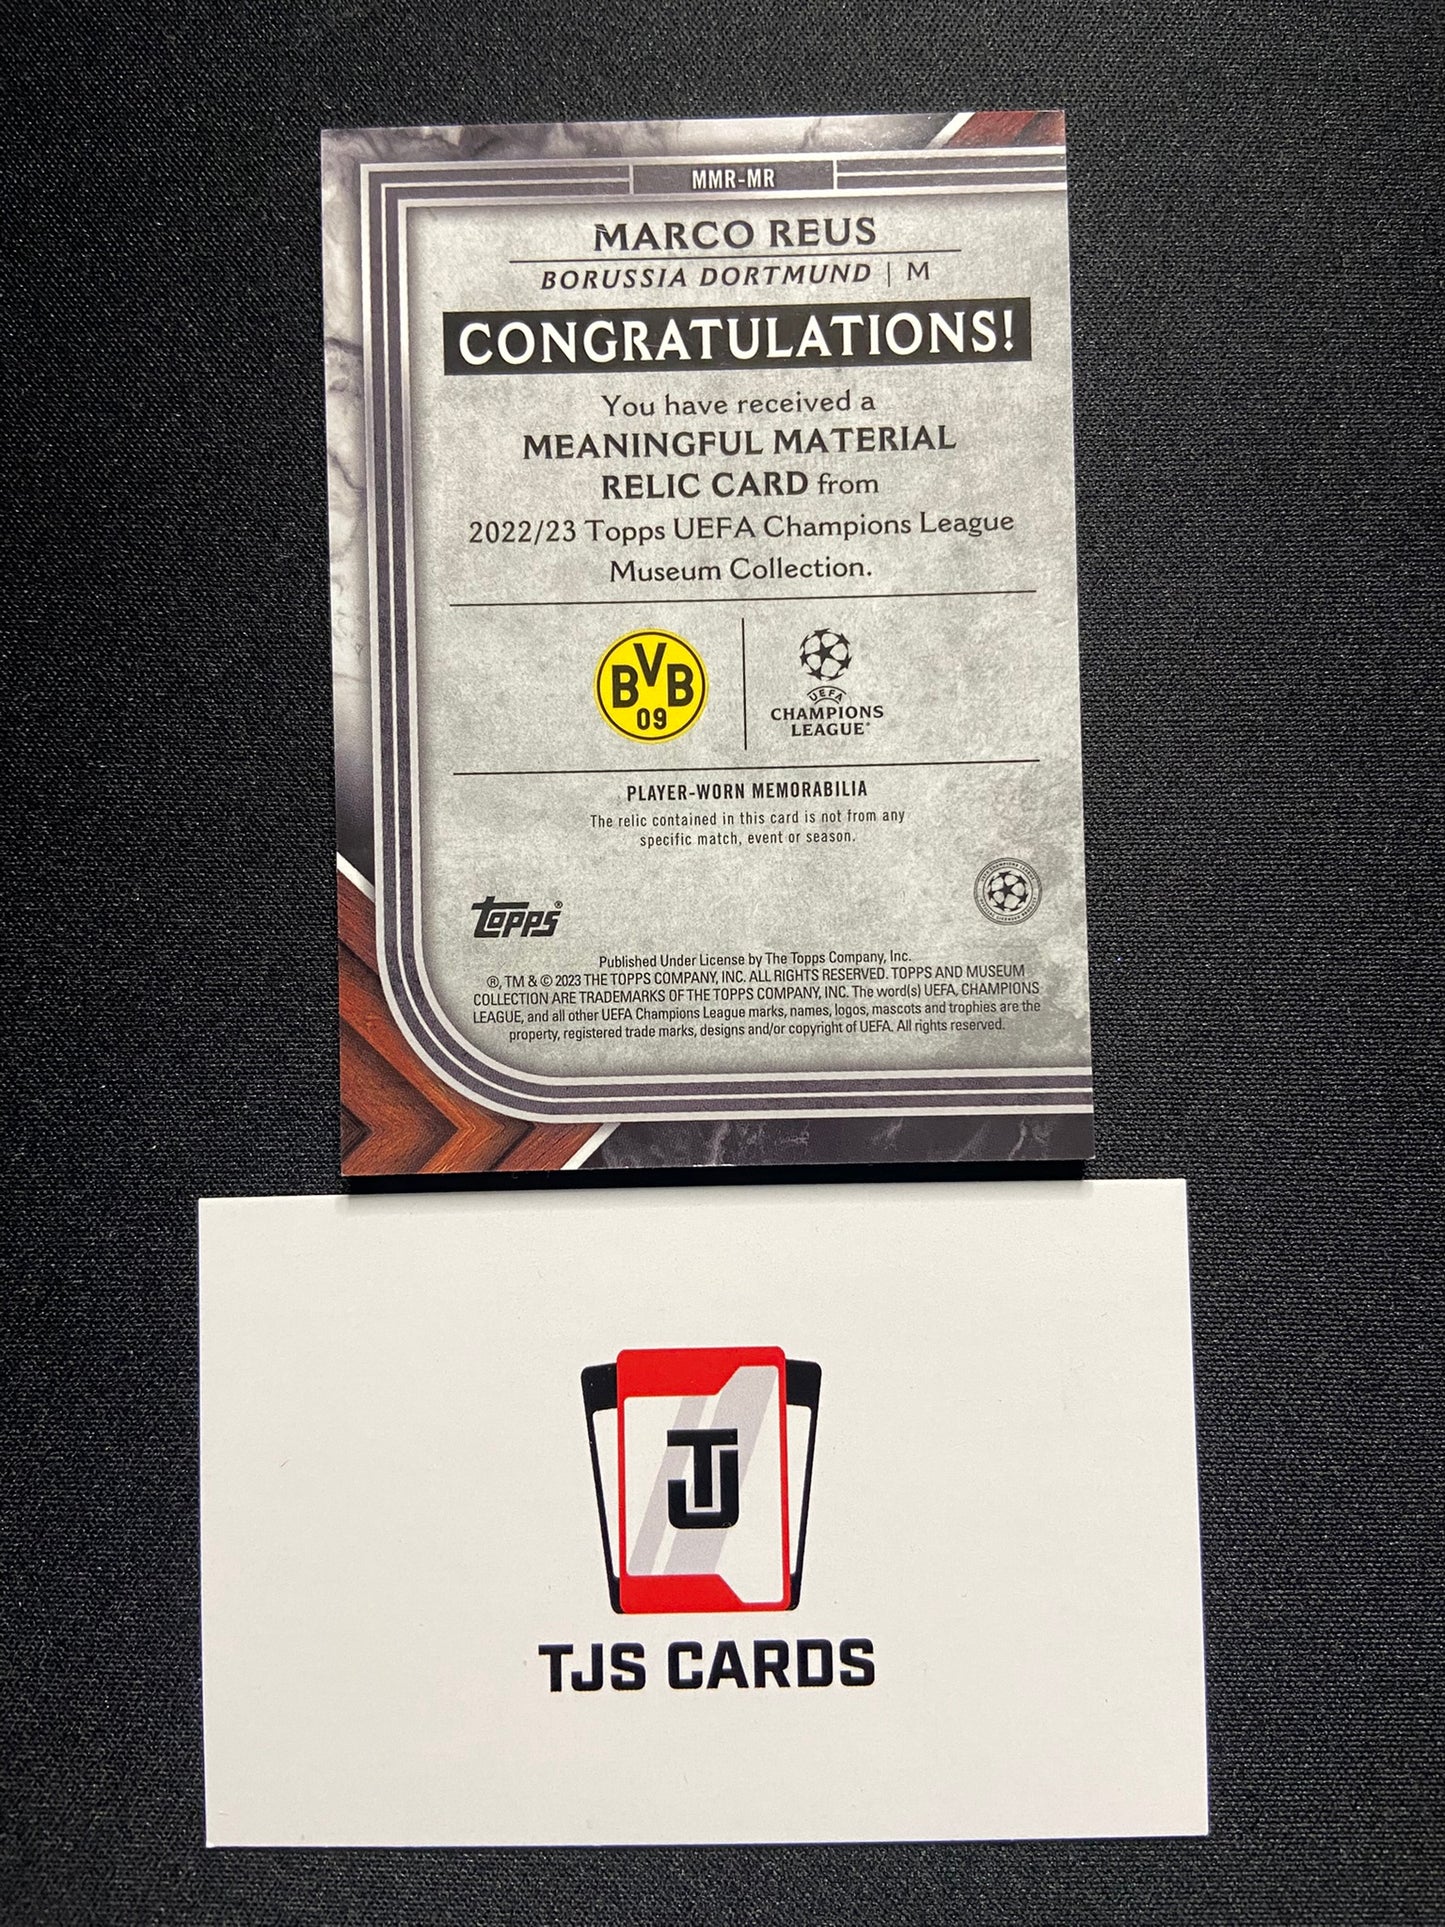 MMR-MR
MARCO REUS
BORUSSIA DORTMUND | M
CONGRATULATIONS!
You have received a
MEANINGFUL MATERIAL
RELIC CARD from
2022/23 Topps UEFA Champions League
Museum Collection.
BVB
09
UEFA
CHAMPIONS
LEAGUE®
PLAYER-WORN MEMORABILIA
The relic contained in this card is not from any
specific match, event or season.
Topps®
Published Under License by The Topps Company, Inc.
®, TM & © 2023 THE TOPPS COMPANY, INC. ALL RIGHTS RESERVED. TOPPS AND MUSEUM
COLLECTION ARE TRADEMARKS OF THE TOPPS COMPANY, INC. The word(s) UEFA, CHAMPIONS
LEAGUE, and all other UEFA Champions League marks, names, logos, mascots and trophies are the
property, registered trade marks, designs and/or copyright of UEFA. All rights reserved.
TJ
TJS CARDS